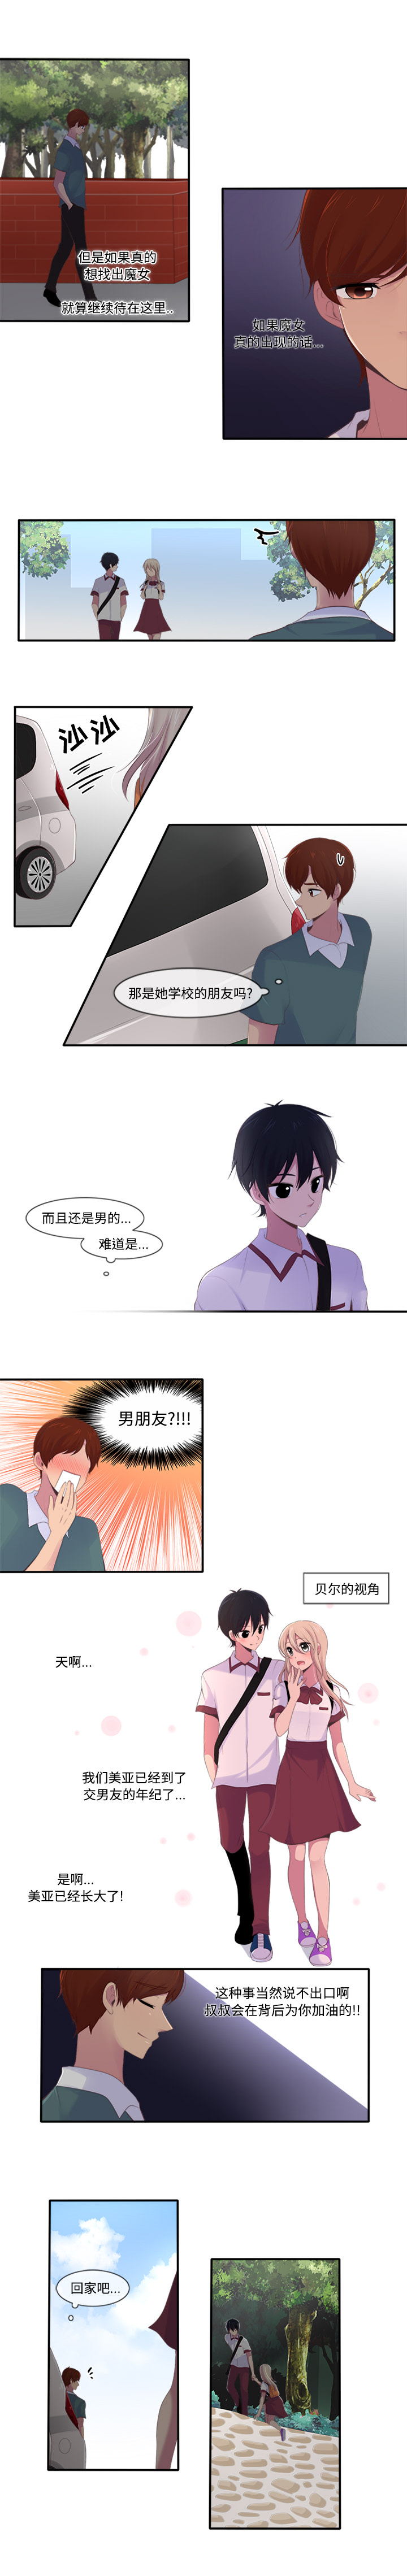 但是如果真的
想找出魔女
就算继续待在这里..
如果魔女
真的出现的话...
沙沙
那是她学校的朋友吗?
而且还是男的...
难道是...
男朋友?!!!
贝尔的视角
天啊...
我们美亚已经到了
交男友的年纪了...
是啊...
美亚已经长大了!
这种事当然说不出口啊
叔叔会在背后为你加油的!!
回家吧...